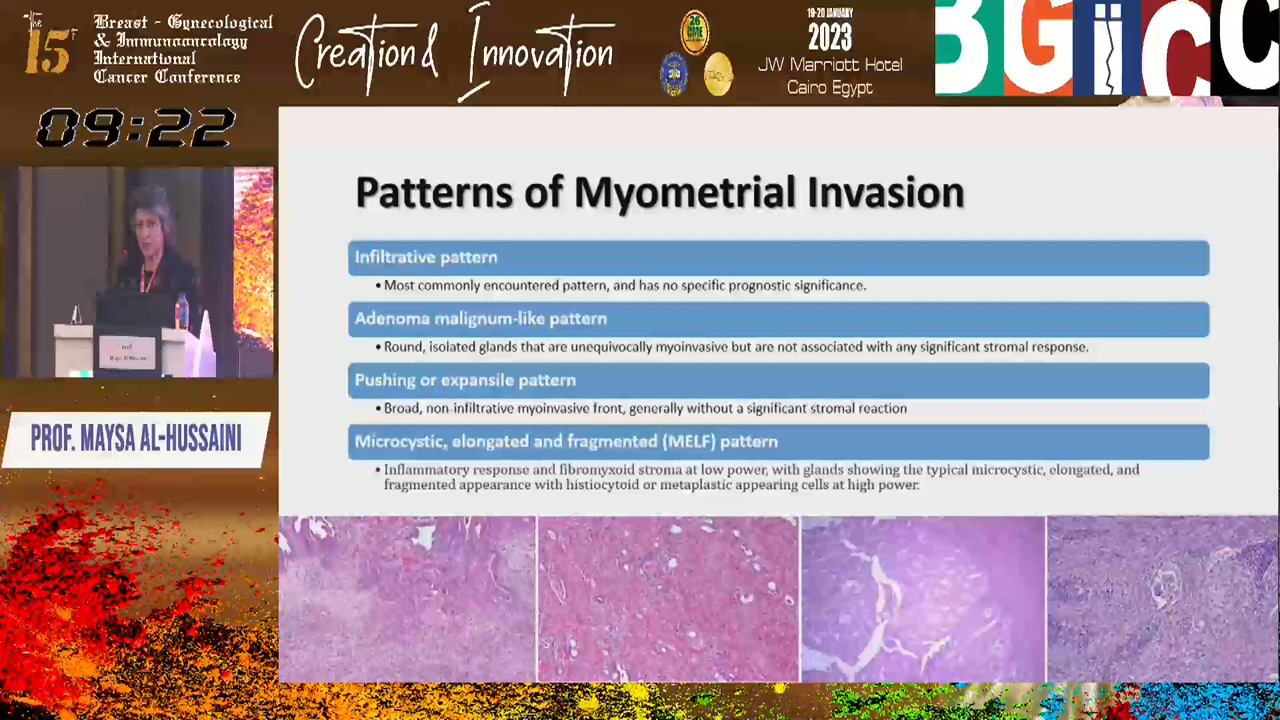 The
15th
Breast - Gynecological
& Immunooncology
International
Cancer Conference
Creation & Innovation
26
CME
18-20 JANUARY
2023
JW Marriott Hotel
Cairo Egypt
BGICC
09:22
Patterns of Myometrial Invasion
Infiltrative pattern
• Most commonly encountered pattern, and has no specific prognostic significance.
Adenoma malignum-like pattern
• Round, isolated glands that are unequivocally myoinvasive but are not associated with any significant stromal response.
Pushing or expansile pattern
• Broad, non-infiltrative myoinvasive front, generally without a significant stromal reaction
Microcystic, elongated and fragmented (MELF) pattern
• Inflammatory response and fibromyxoid stroma at low power, with glands showing the typical microcystic, elongated, and
fragmented appearance with histiocytoid or metaplastic appearing cells at high power.
PROF. MAYSA AL-HUSSAINI